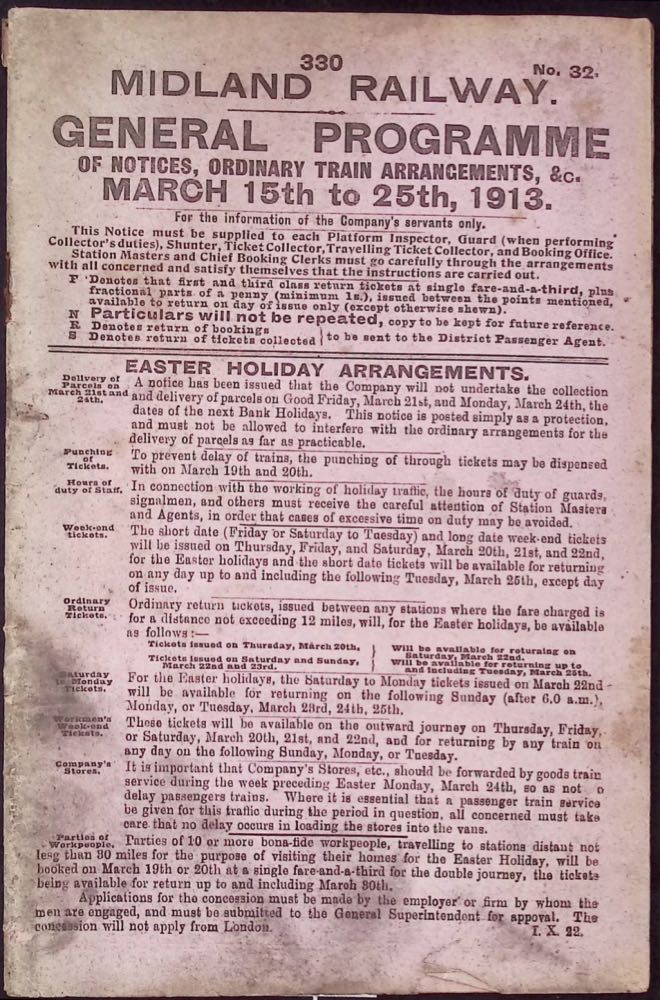 330
No. 32.
MIDLAND RAILWAY.
GENERAL PROGRAMME
OF NOTICES, ORDINARY TRAIN ARRANGEMENTS, &c.
MARCH 15th to 25th, 1913.
For the information of the Company's servants only.
This Notice must be supplied to each Platform Inspector, Guard (when performing
Collector's duties), Shunter, Ticket Collector, Travelling Ticket Collector, and Booking Office.
Station Masters and Chief Booking Clerks must go carefully through the arrangements
with all concerned and satisfy themselves that the instructions are carried out.
F Denotes that first and third class return tickets at single fare-and-a-third, plus
fractional parts of a penny (minimum 1s.), issued between the points mentioned,
available to return on day of issue only (except otherwise shewn).
N Particulars will not be repeated, copy to be kept for future reference.
R Denotes return of bookings
S Denotes return of tickets collected } to be sent to the District Passenger Agent.
EASTER HOLIDAY ARRANGEMENTS.
Delivery of
Parcels on
March 21st and
24th.
A notice has been issued that the Company will not undertake the collection
and delivery of parcels on Good Friday, March 21st, and Monday, March 24th, the
dates of the next Bank Holidays. This notice is posted simply as a protection,
and must not be allowed to interfere with the ordinary arrangements for the
delivery of parcels as far as practicable.
Punching
of
Tickets.
To prevent delay of trains, the punching of through tickets may be dispensed
with on March 19th and 20th.
Hours of
duty of Staff.
In connection with the working of holiday traffic, the hours of duty of guards,
signalmen, and others must receive the careful attention of Station Masters
and Agents, in order that cases of excessive time on duty may be avoided.
Week-end
tickets.
The short date (Friday or Saturday to Tuesday) and long date week-end tickets
will be issued on Thursday, Friday, and Saturday, March 20th, 21st, and 22nd,
for the Easter holidays and the short date tickets will be available for returning
on any day up to and including the following Tuesday, March 25th, except day
of issue.
Ordinary
Return
Tickets.
Ordinary return tickets, issued between any stations where the fare charged is
for a distance not exceeding 12 miles, will, for the Easter holidays, be available
as follows :—
Tickets issued on Thursday, March 20th,
Tickets issued on Saturday and Sunday,
March 22nd and 23rd.
Will be available for returning on
Saturday, March 22nd.
Will be available for returning up to
and including Tuesday, March 25th.
Saturday
to Monday
Tickets.
For the Easter holidays, the Saturday to Monday tickets issued on March 22nd
will be available for returning on the following Sunday (after 6.0 a.m.),
Monday, or Tuesday, March 23rd, 24th, 25th.
Workmen's
Week-end
Tickets.
These tickets will be available on the outward journey on Thursday, Friday,
or Saturday, March 20th, 21st, and 22nd, and for returning by any train on
any day on the following Sunday, Monday, or Tuesday.
Company's
Stores.
It is important that Company's Stores, etc., should be forwarded by goods train
service during the week preceding Easter Monday, March 24th, so as not o
delay passengers trains. Where it is essential that a passenger train service
be given for this traffic during the period in question, all concerned must take
care that no delay occurs in loading the stores into the vans.
Parties of
Workpeople.
Parties of 10 or more bona-fide workpeople, travelling to stations distant not
less than 30 miles for the purpose of visiting their homes for the Easter Holiday, will be
booked on March 19th or 20th at a single fare-and-a-third for the double journey, the tickets
being available for return up to and including March 30th.
Applications for the concession must be made by the employer or firm by whom the
men are engaged, and must be submitted to the General Superintendent for appoval. The
concession will not apply from London.
T. X. 22.